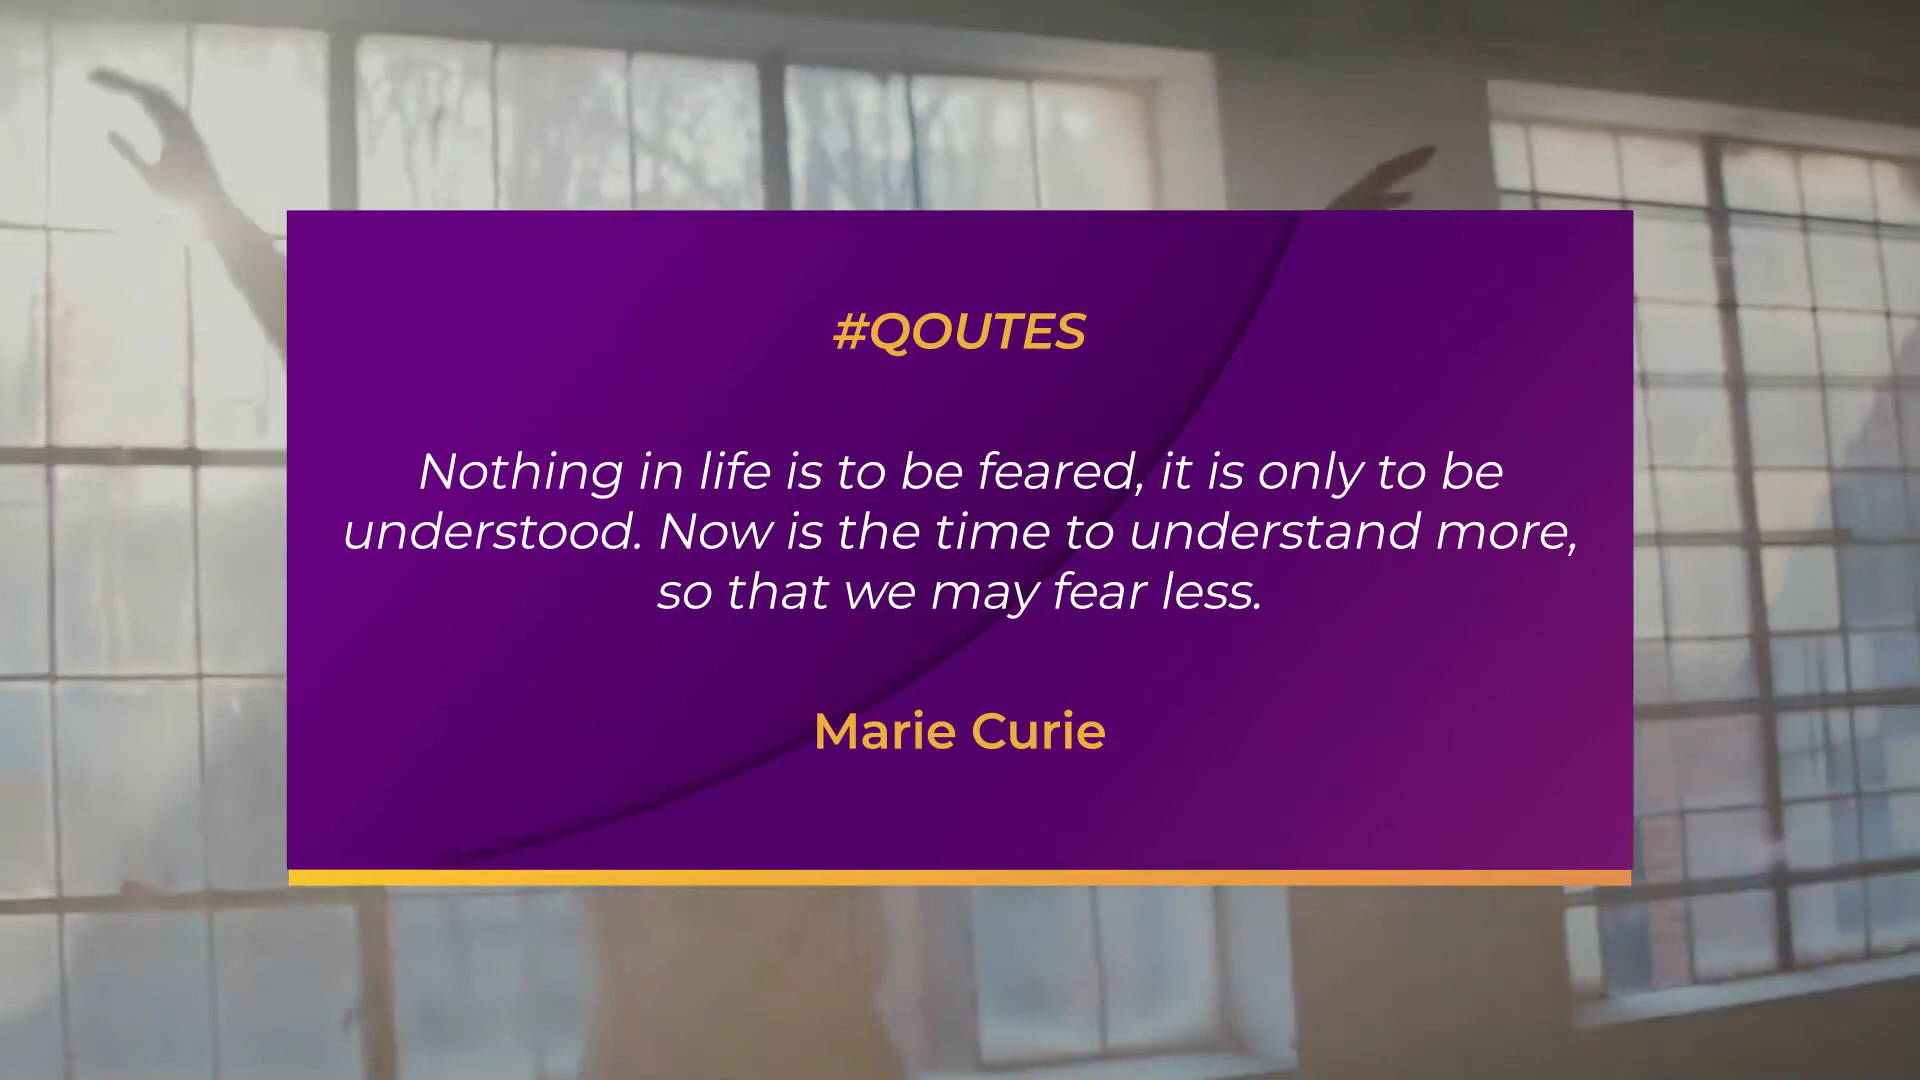 #QOUTES
Nothing in life is to be feared, it is only to be
understood. Now is the time to understand more,
so that we may fear less.
Marie Curie